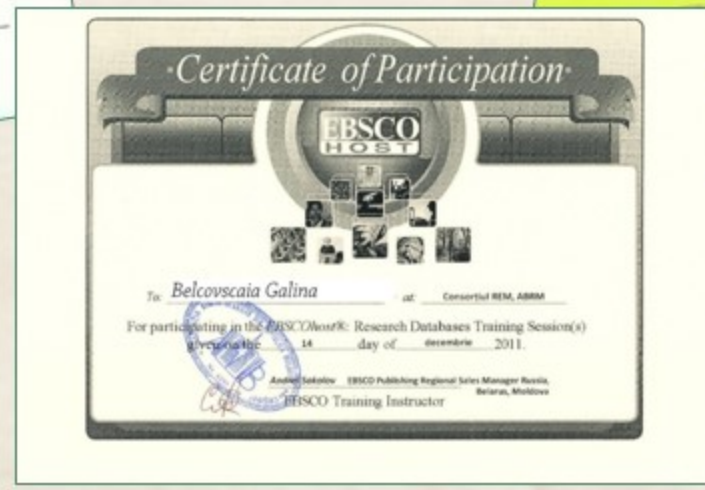 ·Certificate of Participation·
EBSCO
HOST
To: Belcovscaia Galina at: Consorțiul REM, ABRM
For participating in the EBSCOhost®: Research Databases Training Session(s)
given on the 14 day of decembrie 2011.
Andrei Sokolov EBSCO Publishing Regional Sales Manager Russia,
Belarus, Moldova
EBSCO Training Instructor